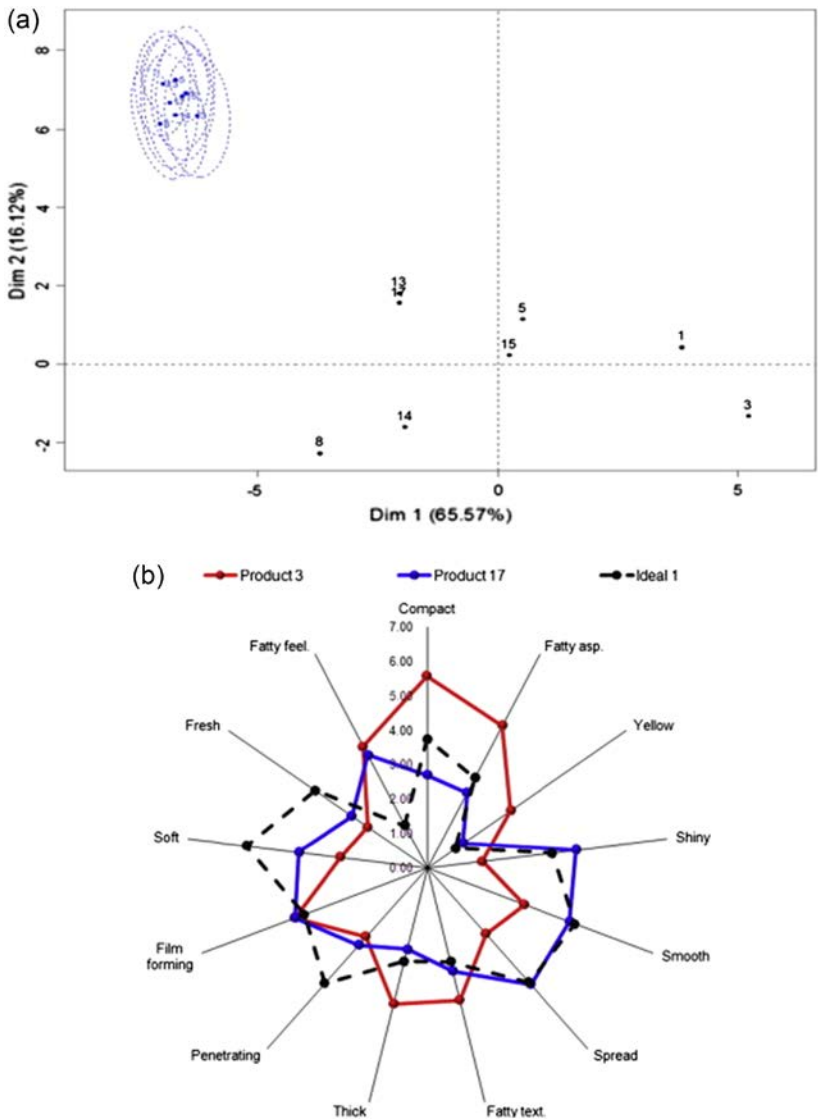 (a)
8
6
4
2
0
-2
Dim 2 (16.12%)
13
5
15
1
3
14
8
-5
0
5
Dim 1 (65.57%)
(b)
Product 3
Product 17
Ideal 1
Compact
7.00
6.00
5.00
4.00
3.00
2.00
1.00
0.00
Fatty feel.
Fatty asp.
Fresh
Yellow
Soft
Shiny
Film
forming
Smooth
Penetrating
Spread
Thick
Fatty text.